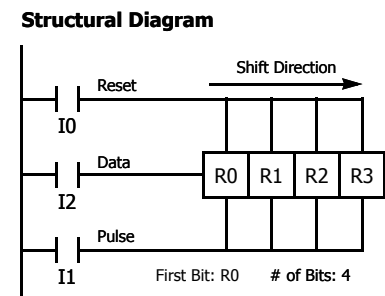 Structural Diagram
Shift Direction
Reset
I0
Data
R0 R1 R2 R3
I2
Pulse
I1
First Bit: R0 # of Bits: 4